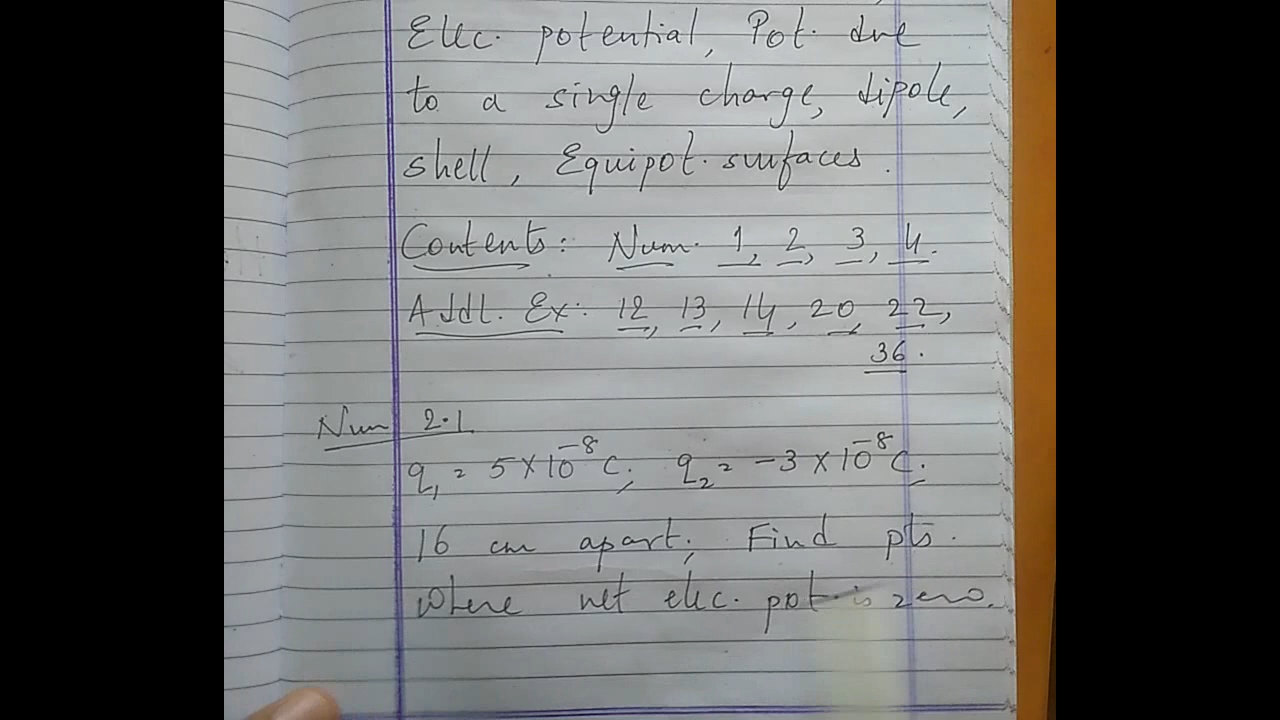 Elec. potential, Pot. due
to a single charge, dipole,
shell, Equipot. surfaces.
Contents: Num. 1, 2, 3, 4.
Addl. Ex: 12, 13, 14, 20, 22,
36.
Num 2.1
q₁ = 5×10⁻⁸ C; q₂ = -3×10⁻⁸ C.
16 cm apart; Find pts.
where net elec. pot. is zero.